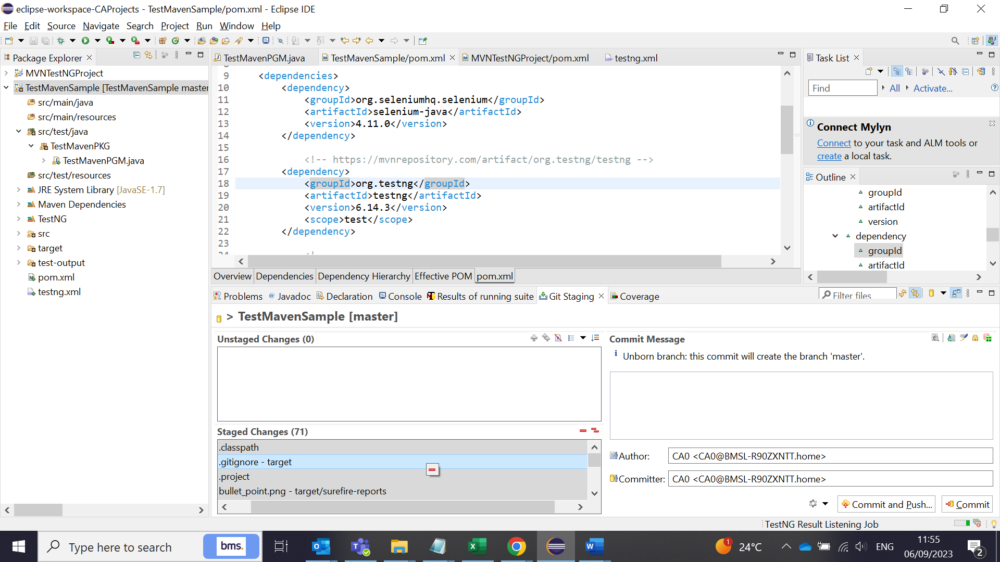 eclipse-workspace-CAProjects - TestMavenSample/pom.xml - Eclipse IDE
File Edit Source Navigate Search Project Run Window Help
Package Explorer
MVNTestNGProject
TestMavenSample [TestMavenSample master
src/main/java
src/main/resources
src/test/java
TestMavenPKG
TestMavenPGM.java
src/test/resources
JRE System Library [JavaSE-1.7]
Maven Dependencies
TestNG
src
target
test-output
pom.xml
testng.xml
TestMavenPGM.java TestMavenSample/pom.xml MVNTestNGProject/pom.xml testng.xml
9 <dependencies>
10 <dependency>
11 <groupId>org.seleniumhq.selenium</groupId>
12 <artifactId>selenium-java</artifactId>
13 <version>4.11.0</version>
14 </dependency>
15
16 <!-- https://mvnrepository.com/artifact/org.testng/testng -->
17 <dependency>
18 <groupId>org.testng</groupId>
19 <artifactId>testng</artifactId>
20 <version>6.14.3</version>
21 <scope>test</scope>
22 </dependency>
23
Overview Dependencies Dependency Hierarchy Effective POM pom.xml
Task List
Find All Activate...
Connect Mylyn
Connect to your task and ALM tools or
create a local task.
Outline
groupId
artifactId
version
dependency
groupId
artifactId
Problems @ Javadoc Declaration Console Results of running suite Git Staging Coverage
Filter files
> TestMavenSample [master]
Unstaged Changes (0)
Staged Changes (71)
.classpath
.gitignore - target
.project
bullet_point.png - target/surefire-reports
Commit Message
Unborn branch: this commit will create the branch 'master'.
Author: CA0 <CA0@BMSL-R90ZXNTT.home>
Committer: CA0 <CA0@BMSL-R90ZXNTT.home>
Commit and Push... Commit
TestNG Result Listening Job
Type here to search
bms.
1
24°C
ENG
11:55
06/09/2023
2